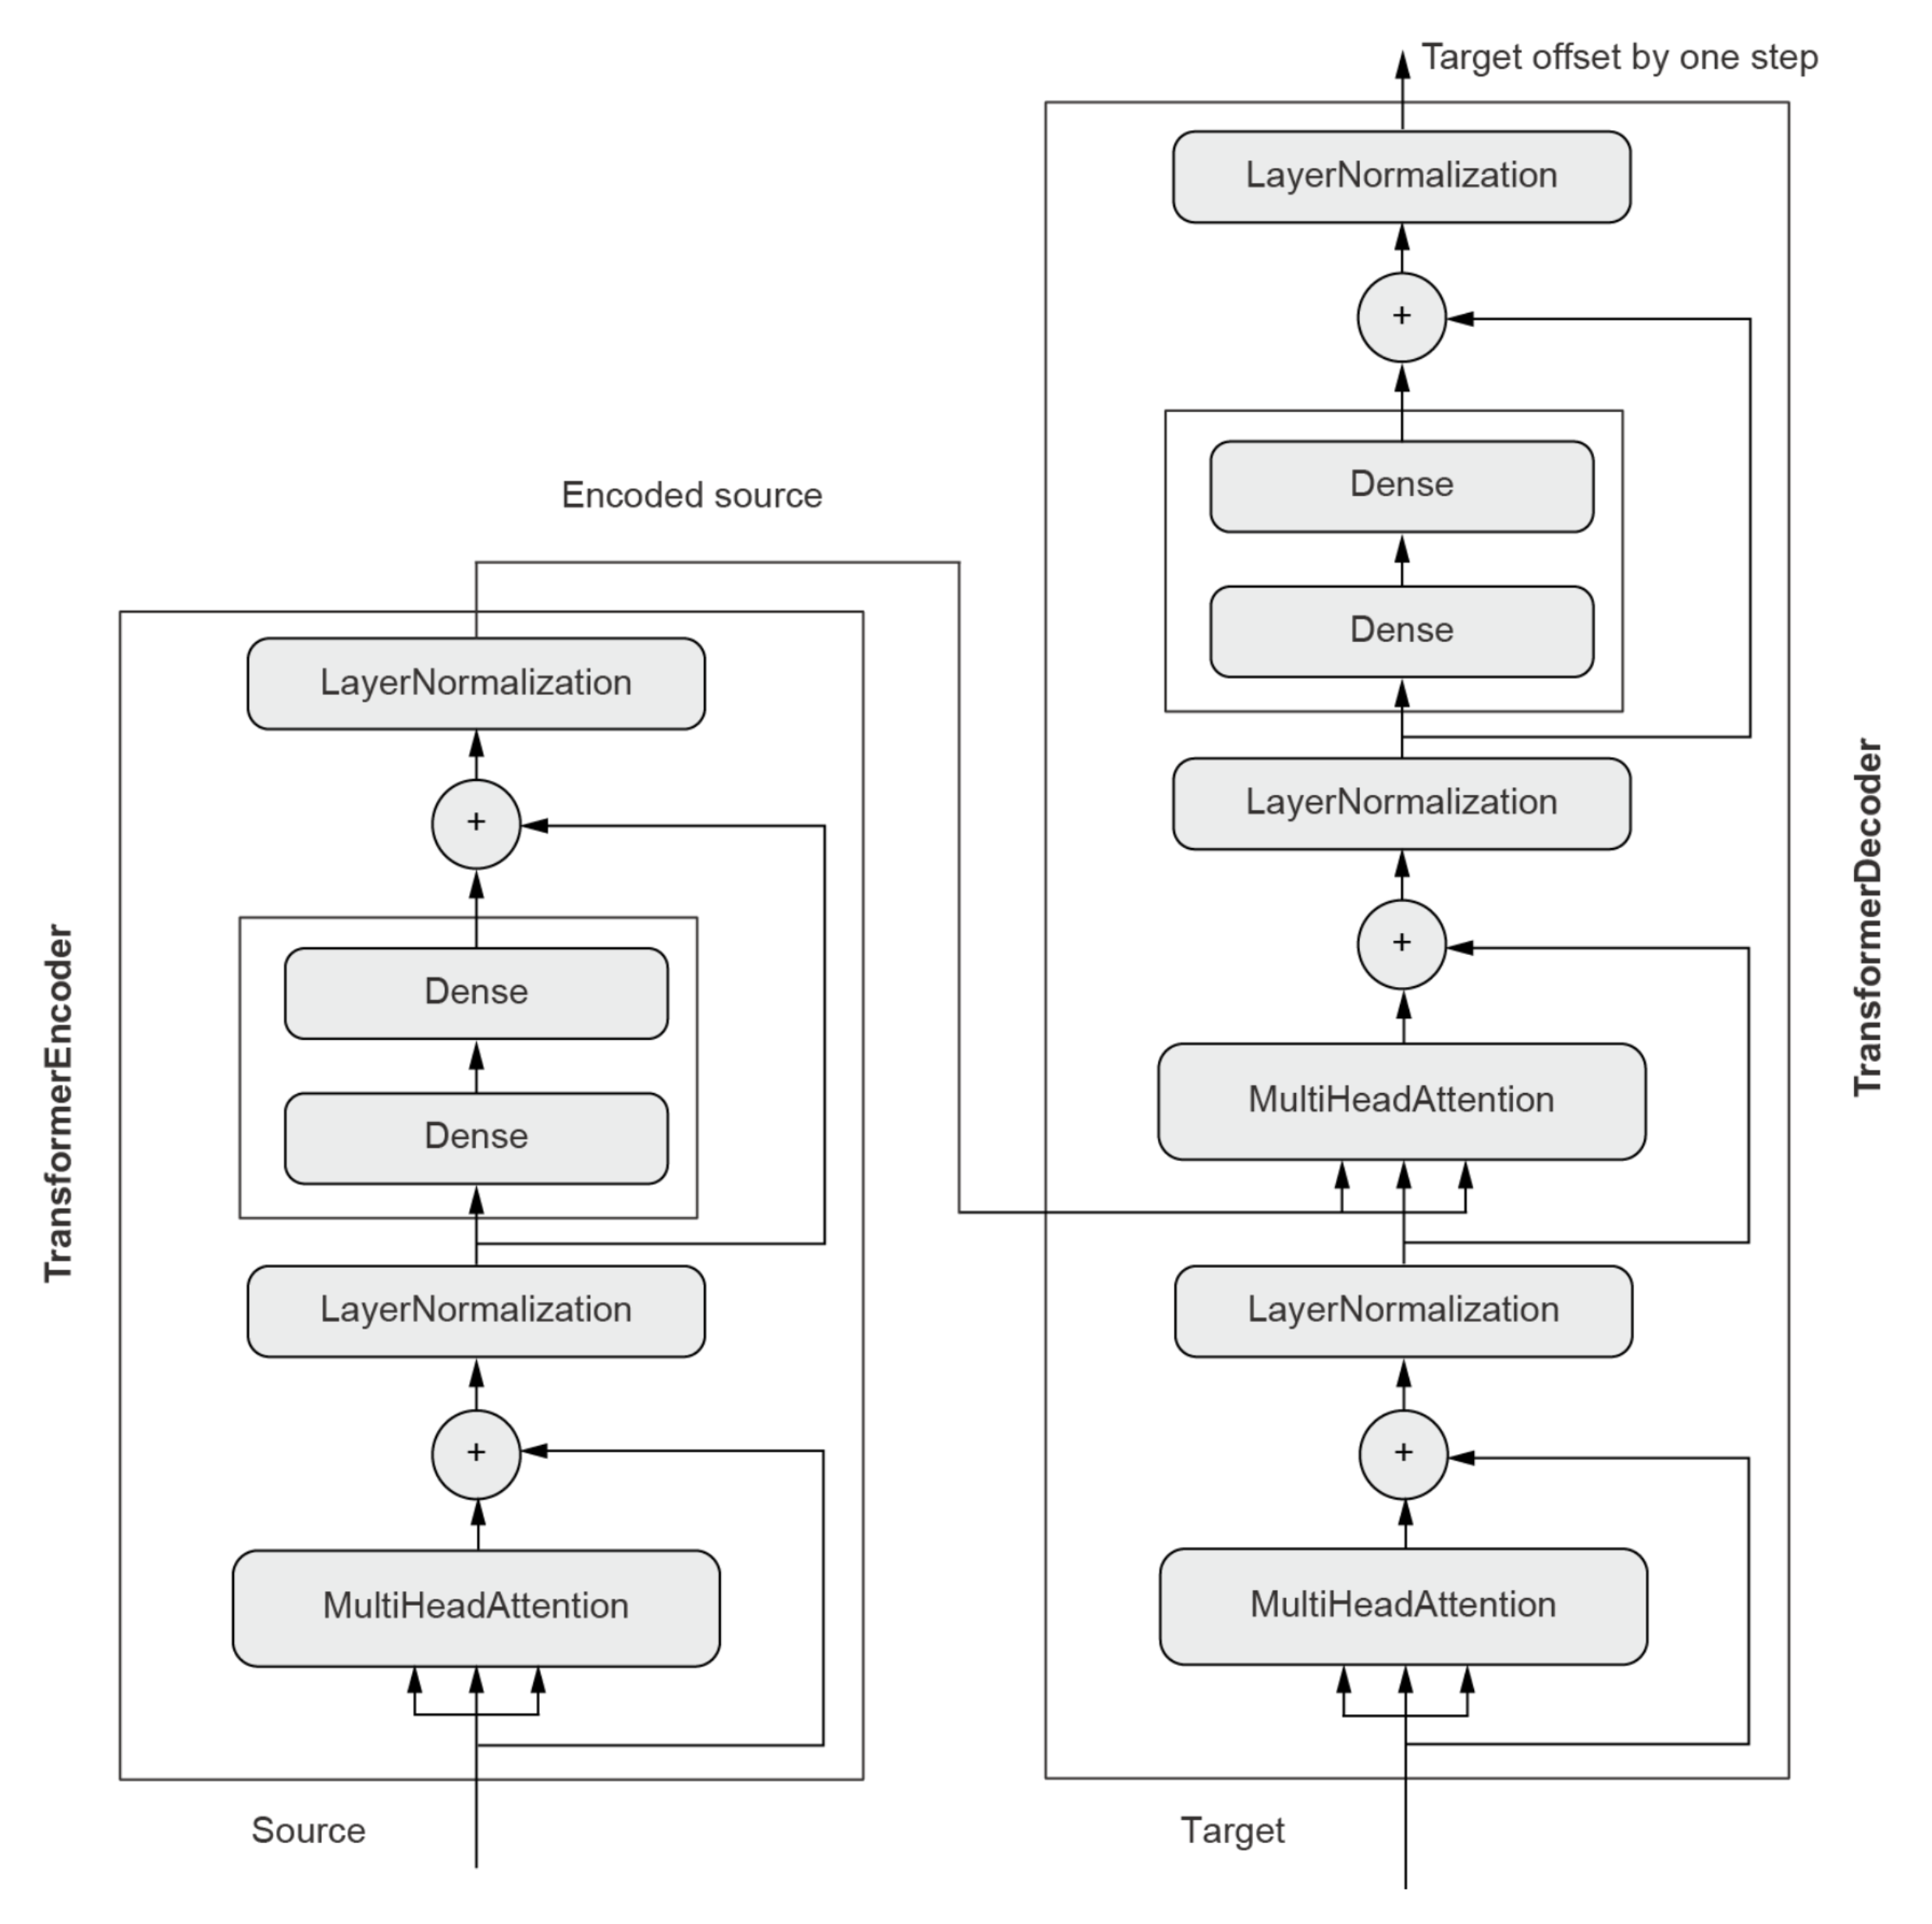 Target offset by one step
LayerNormalization
+
Dense
Dense
LayerNormalization
+
MultiHeadAttention
LayerNormalization
+
MultiHeadAttention
Target
TransformerDecoder
Encoded source
LayerNormalization
+
Dense
Dense
LayerNormalization
+
MultiHeadAttention
Source
TransformerEncoder